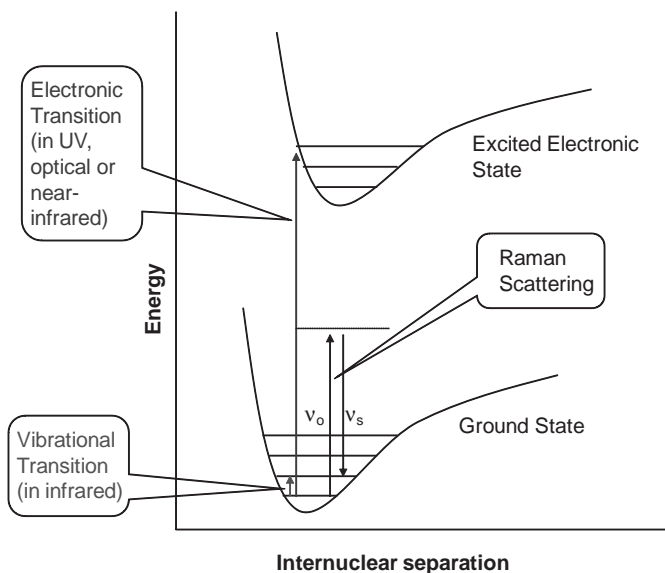 Electronic
Transition
(in UV,
optical or
near-
infrared)
Excited Electronic
State
Raman
Scattering
Energy
νo νs
Ground State
Vibrational
Transition
(in infrared)
Internuclear separation